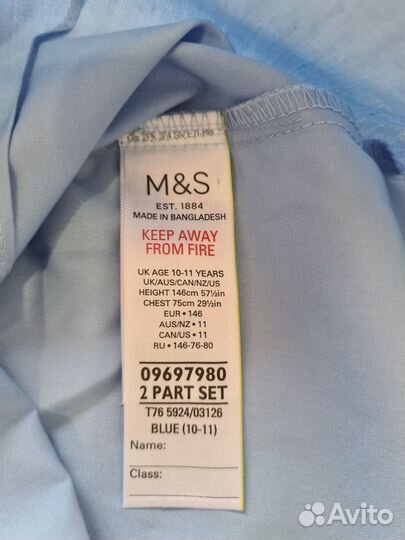 M&S
EST. 1884
MADE IN BANGLADESH
KEEP AWAY
FROM FIRE
UK AGE 10-11 YEARS
UK/AUS/CAN/NZ/US
HEIGHT 146cm 57½in
CHEST 75cm 29½in
EUR • 146
AUS/NZ • 11
CAN/US • 11
RU • 146-76-80
09697980
2 PART SET
T76 5924/03126
BLUE (10-11)
Name:
Class:
Avito